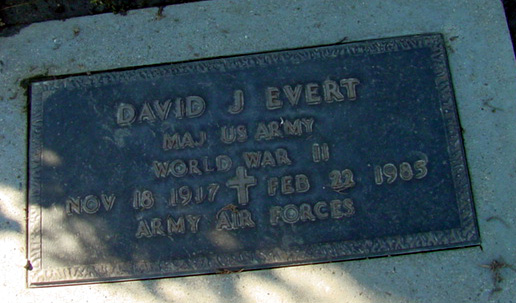 DAVID J EVERT
MAJ US ARMY
WORLD WAR II
NOV 18 1917 FEB 22 1985
ARMY AIR FORCES